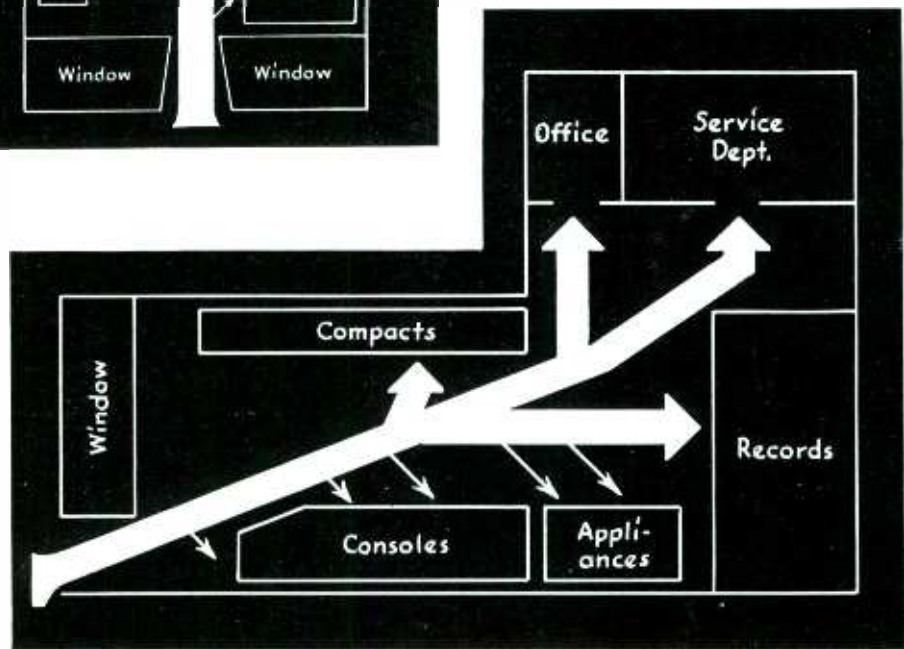 Window
Window
Office
Service
Dept.
Compacts
Window
Records
Consoles
Appli-
ances